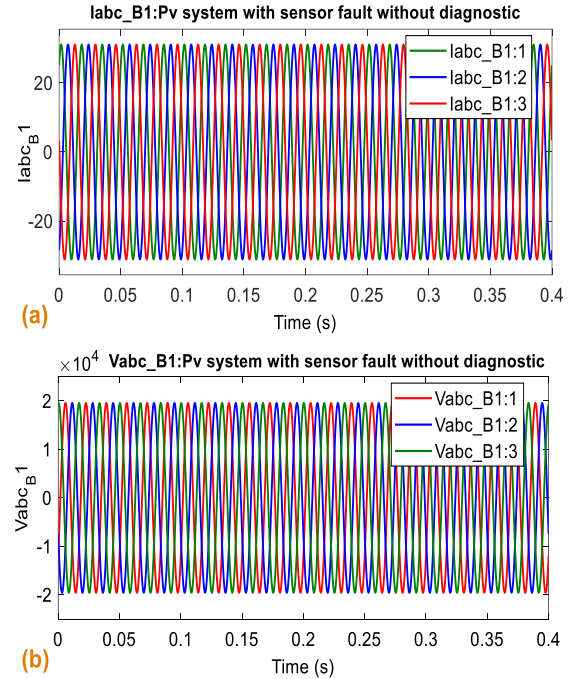 Iabc_B1:Pv system with sensor fault without diagnostic
Iabc_B1:1
Iabc_B1:2
Iabc_B1:3
20
0
-20
IabcB1
0 0.05 0.1 0.15 0.2 0.25 0.3 0.35 0.4
Time (s)
(a)
×10^4
Vabc_B1:Pv system with sensor fault without diagnostic
Vabc_B1:1
Vabc_B1:2
Vabc_B1:3
2
1
0
-1
-2
VabcB1
0 0.05 0.1 0.15 0.2 0.25 0.3 0.35 0.4
Time (s)
(b)